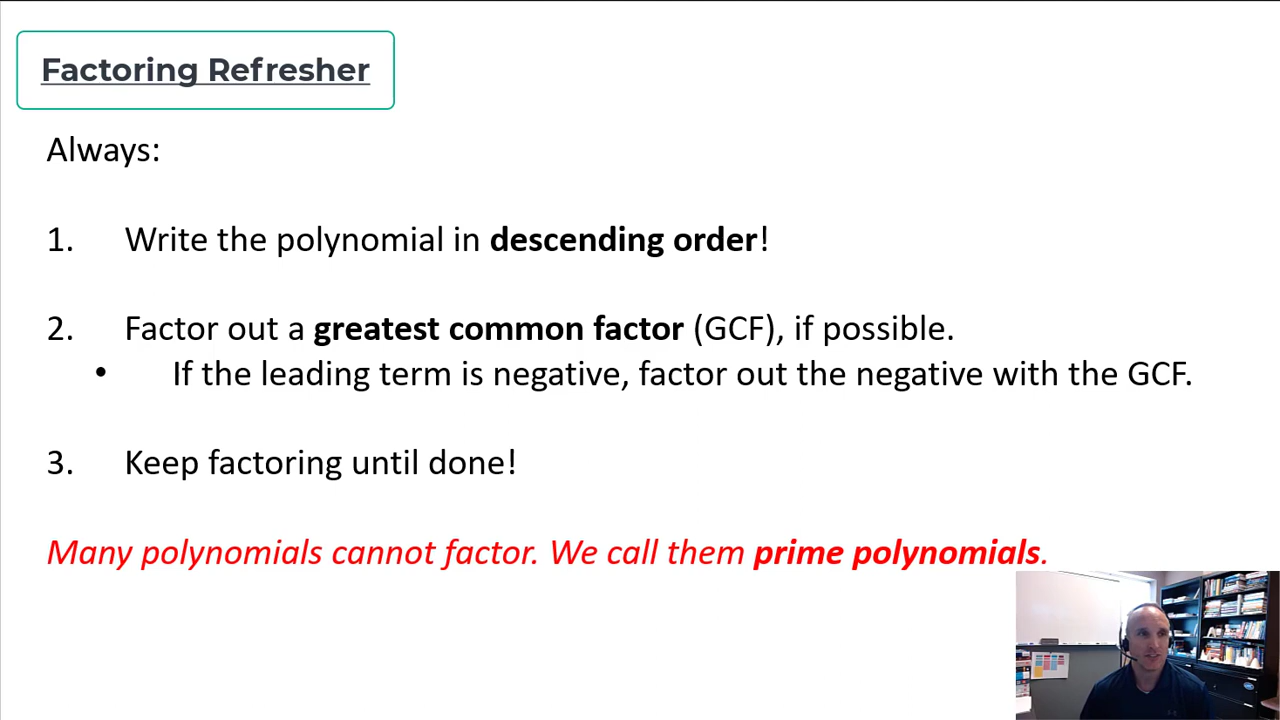 Factoring Refresher
Always:
1. Write the polynomial in descending order!
2. Factor out a greatest common factor (GCF), if possible.
• If the leading term is negative, factor out the negative with the GCF.
3. Keep factoring until done!
Many polynomials cannot factor. We call them prime polynomials.